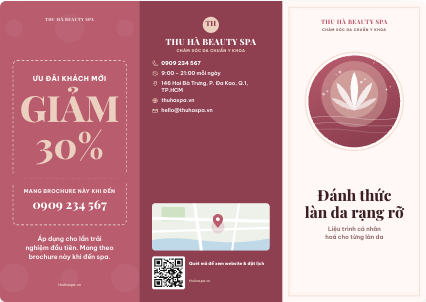 THU HÀ BEAUTY SPA
ƯU ĐÃI KHÁCH MỚI
GIẢM
30%
MANG BROCHURE NÀY KHI ĐẾN
0909 234 567
Áp dụng cho lần trải
nghiệm đầu tiên. Mang theo
brochure này khi đến spa.
thuhaspa.vn
TH
THU HÀ BEAUTY SPA
CHĂM SÓC DA CHUẨN Y KHOA
0909 234 567
9:00 – 21:00 mỗi ngày
146 Hai Bà Trưng, P. Đa Kao, Q.1,
TP.HCM
thuhaspa.vn
hello@thuhaspa.vn
Quét mã để xem website & đặt lịch
thuhaspa.vn
THU HÀ BEAUTY SPA
CHĂM SÓC DA CHUẨN Y KHOA
Đánh thức
làn da rạng rỡ
Liệu trình cá nhân
hoá cho từng làn da